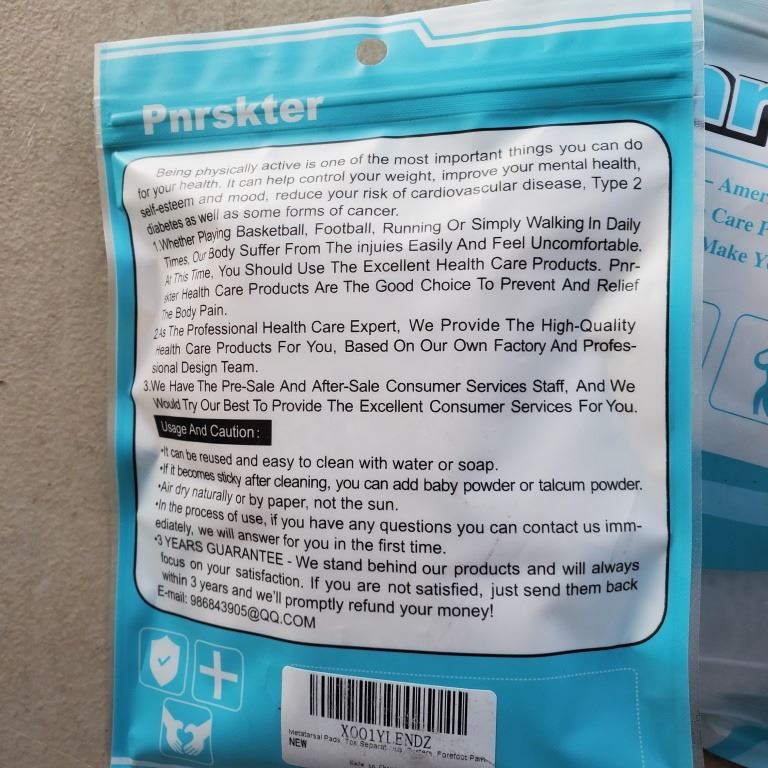 Pnrskter
Being physically active is one of the most important things you can do
for your health. It can help control your weight, improve your mental health,
self-esteem and mood, reduce your risk of cardiovascular disease, Type 2
diabetes as well as some forms of cancer.
1.Whether Playing Basketball, Football, Running Or Simply Walking In Daily
Times, Our Body Suffer From The injuies Easily And Feel Uncomfortable.
At This Time, You Should Use The Excellent Health Care Products. Pnr-
skter Health Care Products Are The Good Choice To Prevent And Relief
The Body Pain.
2.As The Professional Health Care Expert, We Provide The High-Quality
Health Care Products For You, Based On Our Own Factory And Profes-
sional Design Team.
3.We Have The Pre-Sale And After-Sale Consumer Services Staff, And We
Would Try Our Best To Provide The Excellent Consumer Services For You.
Usage And Caution:
•It can be reused and easy to clean with water or soap.
•If it becomes sticky after cleaning, you can add baby powder or talcum powder.
•Air dry naturally or by paper, not the sun.
•In the process of use, if you have any questions you can contact us imm-
ediately, we will answer for you in the first time.
•3 YEARS GUARANTEE - We stand behind our products and will always
focus on your satisfaction. If you are not satisfied, just send them back
within 3 years and we'll promptly refund your money!
E-mail: 986843905@QQ.COM
X001YLENDZ
Metatarsal Pads, Toe Forefoot Pain
NEW
– Amer
Care P
Make Yo